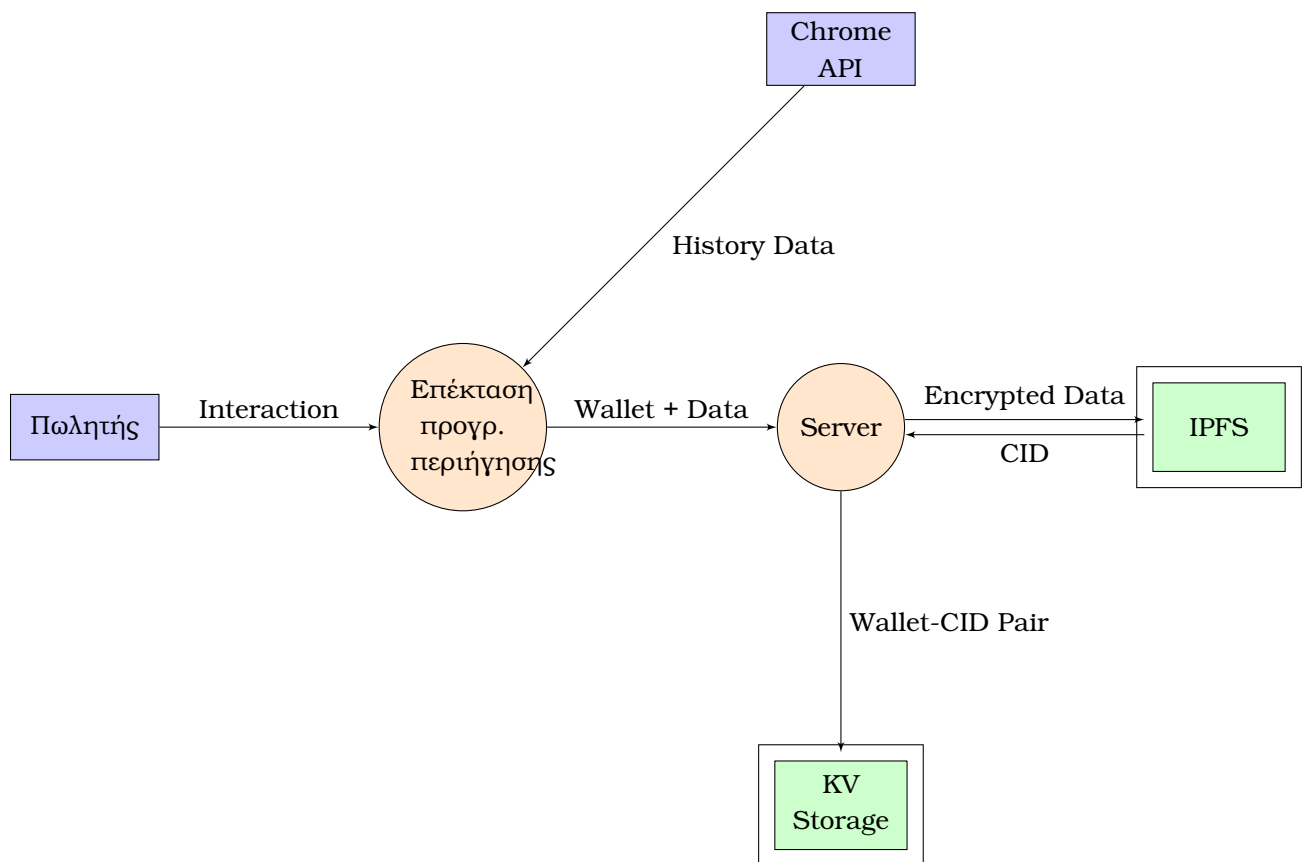 Chrome
API
History Data
Πωλητής
Interaction
Επέκταση
προγρ.
περιήγησης
Wallet + Data
Server
Encrypted Data
CID
IPFS
Wallet-CID Pair
KV
Storage